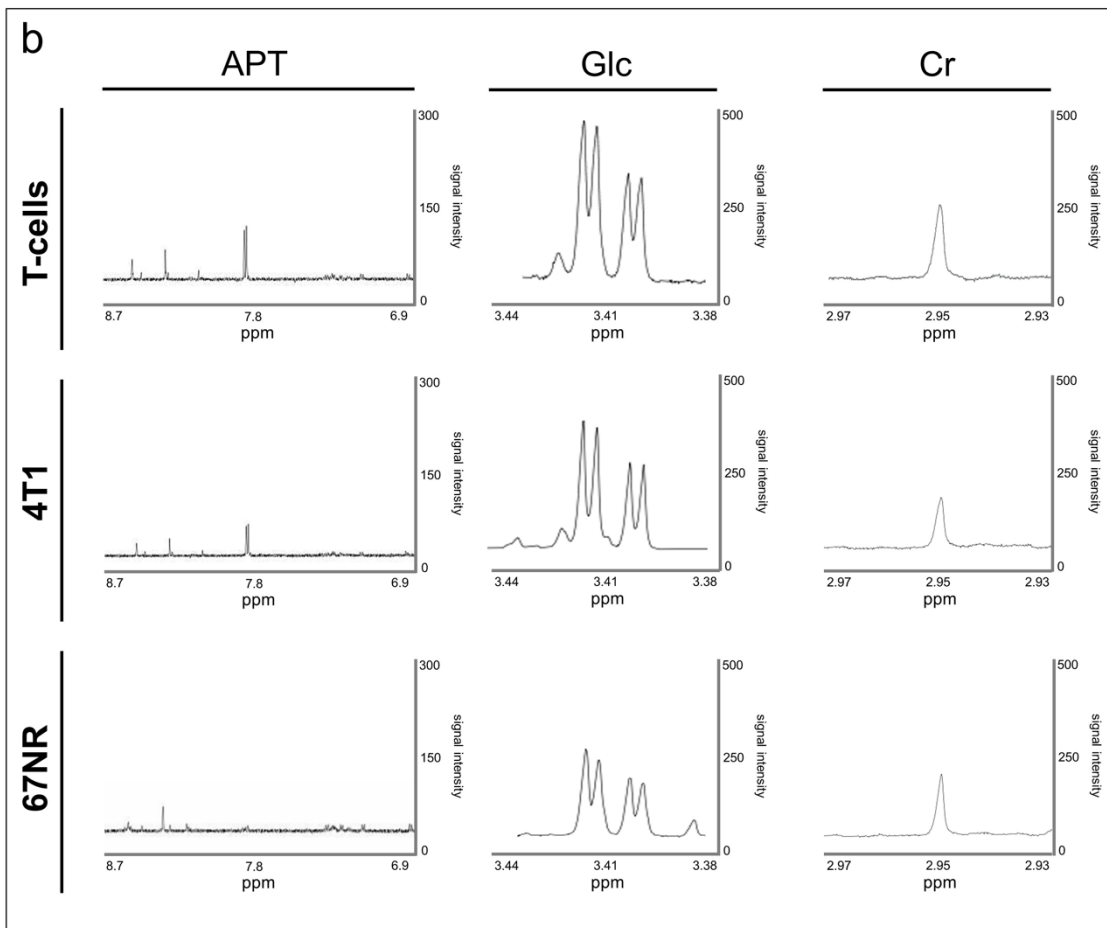 b
APT
Glc
Cr
T-cells
300
150
0
signal intensity
8.7
7.8
6.9
ppm
500
250
0
signal intensity
3.44
3.41
3.38
ppm
500
250
0
signal intensity
2.97
2.95
2.93
ppm
4T1
300
150
0
signal intensity
8.7
7.8
6.9
ppm
500
250
0
signal intensity
3.44
3.41
3.38
ppm
500
250
0
signal intensity
2.97
2.95
2.93
ppm
67NR
300
150
0
signal intensity
8.7
7.8
6.9
ppm
500
250
0
signal intensity
3.44
3.41
3.38
ppm
500
250
0
signal intensity
2.97
2.95
2.93
ppm